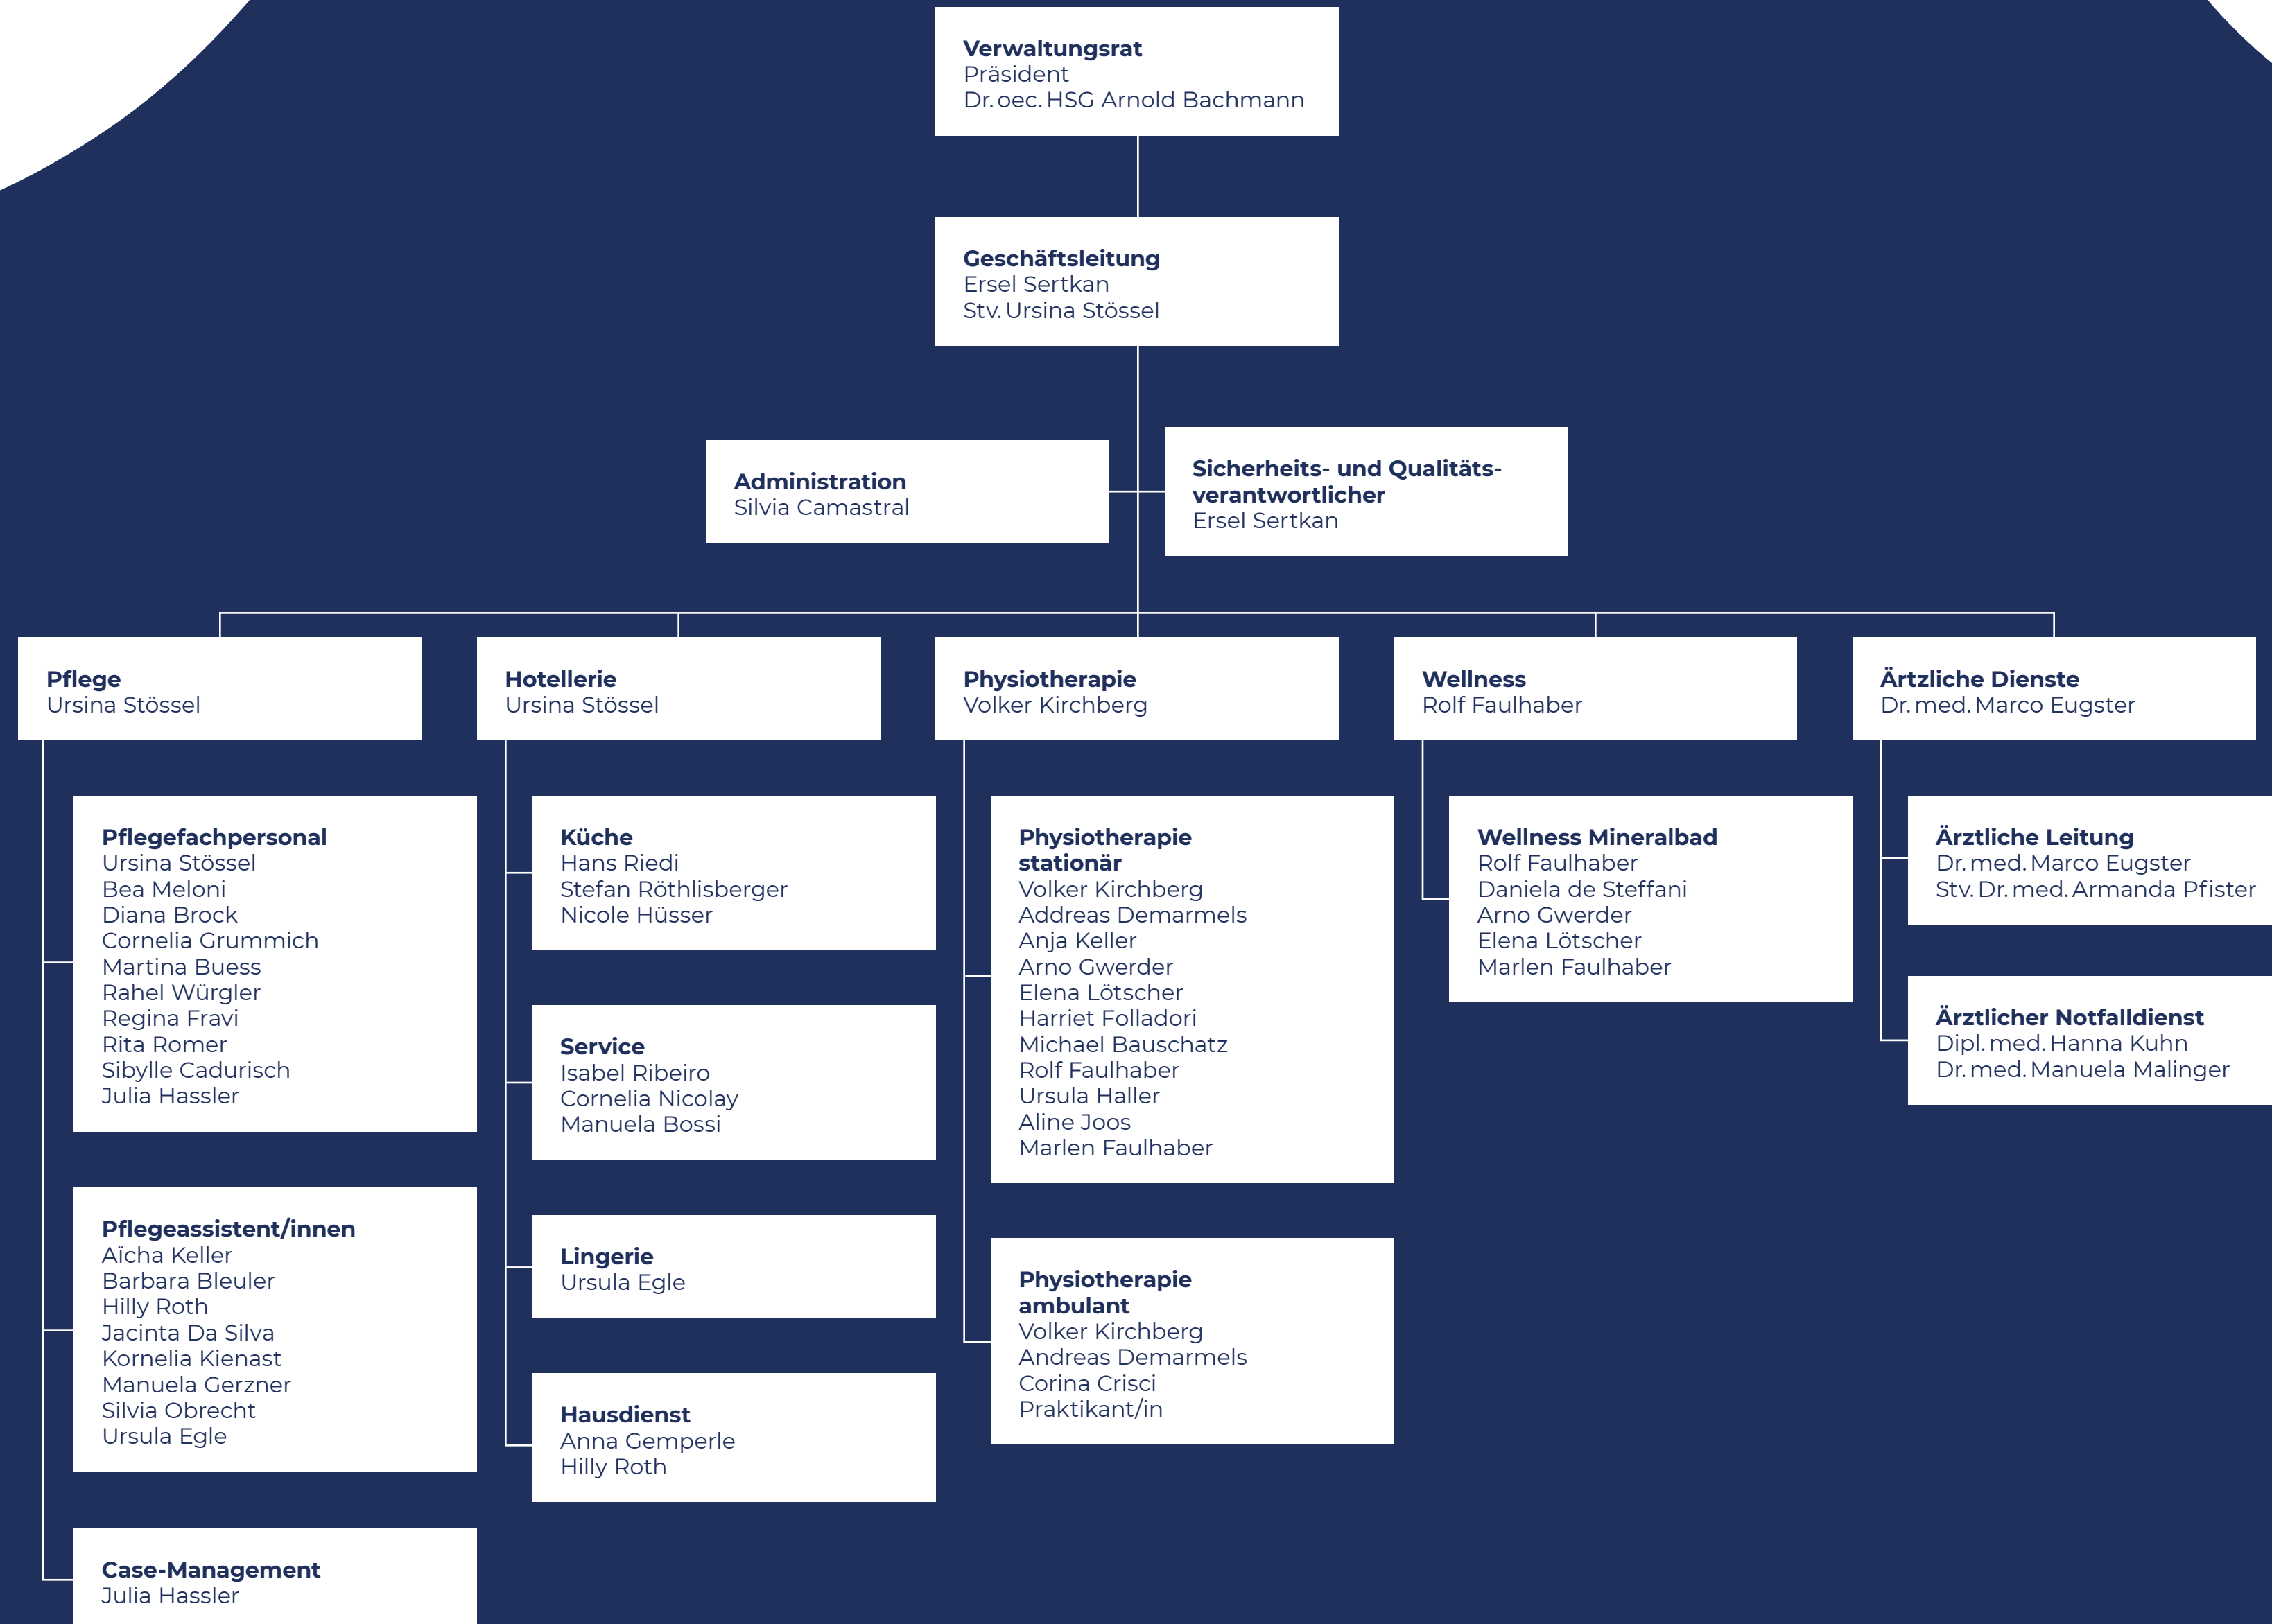 Verwaltungsrat
Präsident
Dr. oec. HSG Arnold Bachmann
Geschäftsleitung
Ersel Sertkan
Stv. Ursina Stössel
Administration
Silvia Camastral
Sicherheits- und Qualitäts-
verantwortlicher
Ersel Sertkan
Pflege
Ursina Stössel
Pflegefachpersonal
Ursina Stössel
Bea Meloni
Diana Brock
Cornelia Grummich
Martina Buess
Rahel Würgler
Regina Fravi
Rita Romer
Sibylle Cadurisch
Julia Hassler
Pflegeassistent/innen
Aïcha Keller
Barbara Bleuler
Hilly Roth
Jacinta Da Silva
Kornelia Kienast
Manuela Gerzner
Silvia Obrecht
Ursula Egle
Case-Management
Julia Hassler
Hotellerie
Ursina Stössel
Küche
Hans Riedi
Stefan Röthlisberger
Nicole Hüsser
Service
Isabel Ribeiro
Cornelia Nicolay
Manuela Bossi
Lingerie
Ursula Egle
Hausdienst
Anna Gemperle
Hilly Roth
Physiotherapie
Volker Kirchberg
Physiotherapie
stationär
Volker Kirchberg
Addreas Demarmels
Anja Keller
Arno Gwerder
Elena Lötscher
Harriet Folladori
Michael Bauschatz
Rolf Faulhaber
Ursula Haller
Aline Joos
Marlen Faulhaber
Physiotherapie
ambulant
Volker Kirchberg
Andreas Demarmels
Corina Crisci
Praktikant/in
Wellness
Rolf Faulhaber
Wellness Mineralbad
Rolf Faulhaber
Daniela de Steffani
Arno Gwerder
Elena Lötscher
Marlen Faulhaber
Ärtzliche Dienste
Dr. med. Marco Eugster
Ärztliche Leitung
Dr. med. Marco Eugster
Stv. Dr. med. Armanda Pfister
Ärztlicher Notfalldienst
Dipl. med. Hanna Kuhn
Dr. med. Manuela Malinger